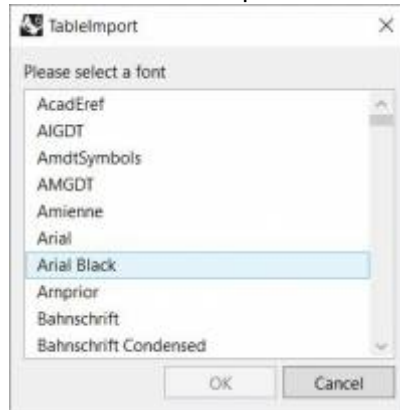 TableImport
Please select a font
AcadEref
AIGDT
AmdtSymbols
AMGDT
Amienne
Arial
Arial Black
Arnprior
Bahnschrift
Bahnschrift Condensed
OK Cancel